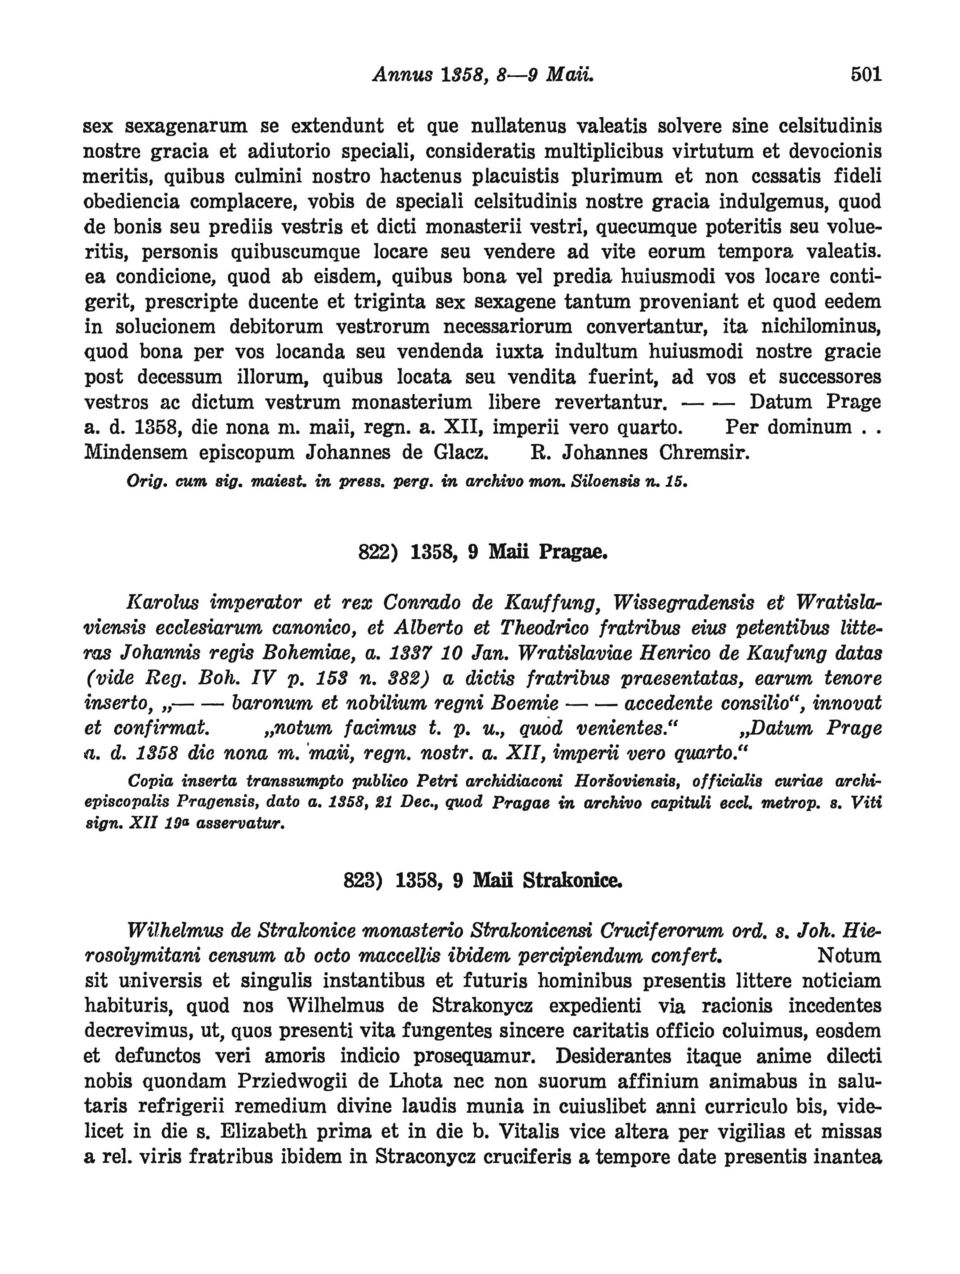 Annus 1358, 8—9 Maii. 501
sex sexagenarum se extendunt et que nullatenus valeatis solvere sine celsitudinis
nostre gracia et adiutorio speciali, consideratis multiplicibus virtutum et devocionis
meritis, quibus culmini nostro hactenus placuistis plurimum et non cessatis fideli
obediencia complacere, vobis de speciali celsitudinis nostre gracia indulgemus, quod
de bonis seu prediis vestris et dicti monasterii vestri, quecumque poteritis seu volue-
ritis, personis quibuscumque locare seu vendere ad vite eorum tempora valeatis.
ea condicione, quod ab eisdem, quibus bona vel predia huiusmodi vos locare conti-
gerit, prescripte ducente et triginta sex sexagene tantum proveniant et quod eedem
in solucionem debitorum vestrorum necessariorum convertantur, ita nichilominus,
quod bona per vos locanda seu vendenda iuxta indultum huiusmodi nostre gracie
post decessum illorum, quibus locata seu vendita fuerint, ad vos et successores
vestros ac dictum vestrum monasterium libere revertantur. — — Datum Prage
a. d. 1358, die nona m. maii, regn. a. XII, imperii vero quarto. Per dominum . .
Mindensem episcopum Johannes de Glacz. R. Johannes Chremsir.
Orig. cum sig. maiest. in press. perg. in archivo mon. Siloensis n. 15.
822) 1358, 9 Maii Pragae.
Karolus imperator et rex Conrado de Kauffung, Wissegradensis et Wratisla-
viensis ecclesiarum canonico, et Alberto et Theodrico fratribus eius petentibus litte-
ras Johannis regis Bohemiae, a. 1337 10 Jan. Wratislaviae Henrico de Kaufung datas
(vide Reg. Boh. IV p. 153 n. 382) a dictis fratribus praesentatas, earum tenore
inserto, „— — baronum et nobilium regni Boemie — — accedente consilio“, innovat
et confirmat. „notum facimus t. p. u., quod venientes.“ „Datum Prage
a. d. 1358 die nona m. maii, regn. nostr. a. XII, imperii vero quarto.“
Copia inserta transsumpto publico Petri archidiaconi Horšoviensis, officialis curiae archi-
episcopalis Pragensis, dato a. 1358, 21 Dec., quod Pragae in archivo capituli eccl. metrop. s. Viti
sign. XII 19a asservatur.
823) 1358, 9 Maii Strakonice.
Wilhelmus de Strakonice monasterio Strakonicensi Cruciferorum ord. s. Joh. Hie-
rosolymitani censum ab octo maccellis ibidem percipiendum confert. Notum
sit universis et singulis instantibus et futuris hominibus presentis littere noticiam
habituris, quod nos Wilhelmus de Strakonycz expedienti via racionis incedentes
decrevimus, ut, quos presenti vita fungentes sincere caritatis officio coluimus, eosdem
et defunctos veri amoris indicio prosequamur. Desiderantes itaque anime dilecti
nobis quondam Prziedwogii de Lhota nec non suorum affinium animabus in salu-
taris refrigerii remedium divine laudis munia in cuiuslibet anni curriculo bis, vide-
licet in die s. Elizabeth prima et in die b. Vitalis vice altera per vigilias et missas
a rel. viris fratribus ibidem in Straconycz cruciferis a tempore date presentis inantea